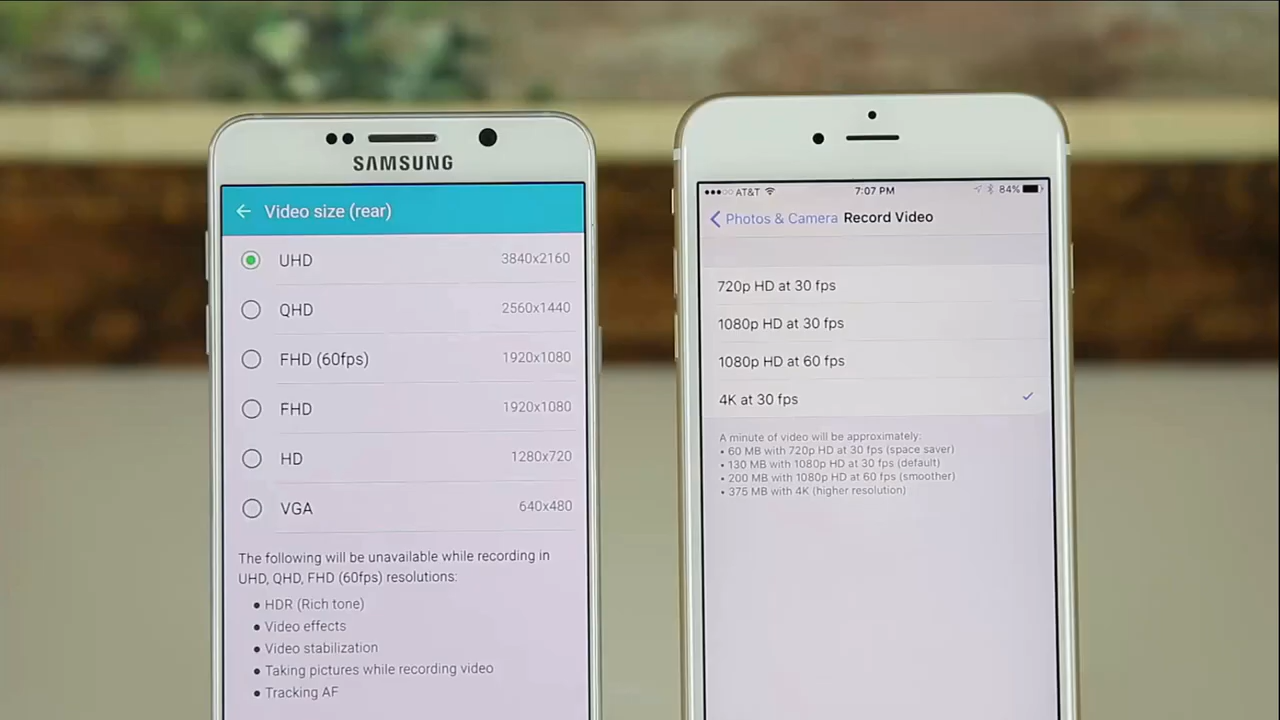 SAMSUNG
Video size (rear)
UHD 3840x2160
QHD 2560x1440
FHD (60fps) 1920x1080
FHD 1920x1080
HD 1280x720
VGA 640x480
The following will be unavailable while recording in
UHD, QHD, FHD (60fps) resolutions:
• HDR (Rich tone)
• Video effects
• Video stabilization
• Taking pictures while recording video
• Tracking AF
AT&T 7:07 PM 84%
Photos & Camera Record Video
720p HD at 30 fps
1080p HD at 30 fps
1080p HD at 60 fps
4K at 30 fps
A minute of video will be approximately:
• 60 MB with 720p HD at 30 fps (space saver)
• 130 MB with 1080p HD at 30 fps (default)
• 200 MB with 1080p HD at 60 fps (smoother)
• 375 MB with 4K (higher resolution)